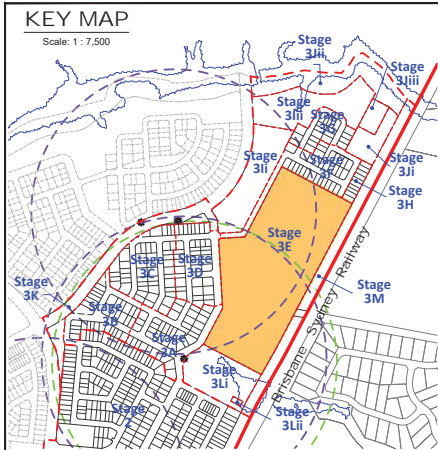 KEY MAP
Scale: 1 : 7,500
Stage
3Jii
Stage
3Jiii
Stage
3Iii
Stage
3G
Stage
3Ii
Stage
3F
Stage
3Ji
Stage
3H
Stage
3E
Stage
3C
Stage
3D
Stage
3K
Stage
3M
Stage
3B
Stage
3A
Brisbane Sydney Railway
Stage
3Li
Stage
2
Stage
3Lii